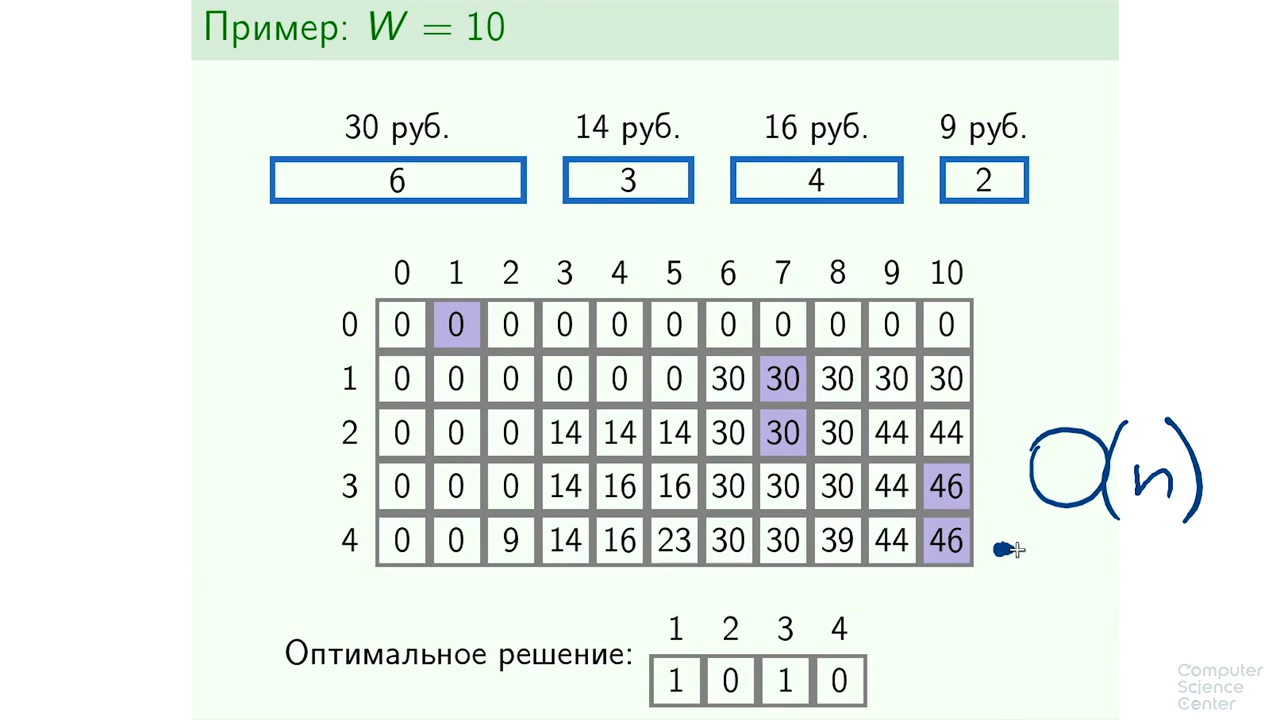 Пример: W = 10
30 руб. 14 руб. 16 руб. 9 руб.
6 3 4 2
0 1 2 3 4 5 6 7 8 9 10
0 0 0 0 0 0 0 0 0 0 0 0
1 0 0 0 0 0 0 30 30 30 30 30
2 0 0 0 14 14 14 30 30 30 44 44
O(n)
3 0 0 0 14 16 16 30 30 30 44 46
4 0 0 9 14 16 23 30 30 39 44 46
1 2 3 4
Оптимальное решение: 1 0 1 0
Computer
Science
Center